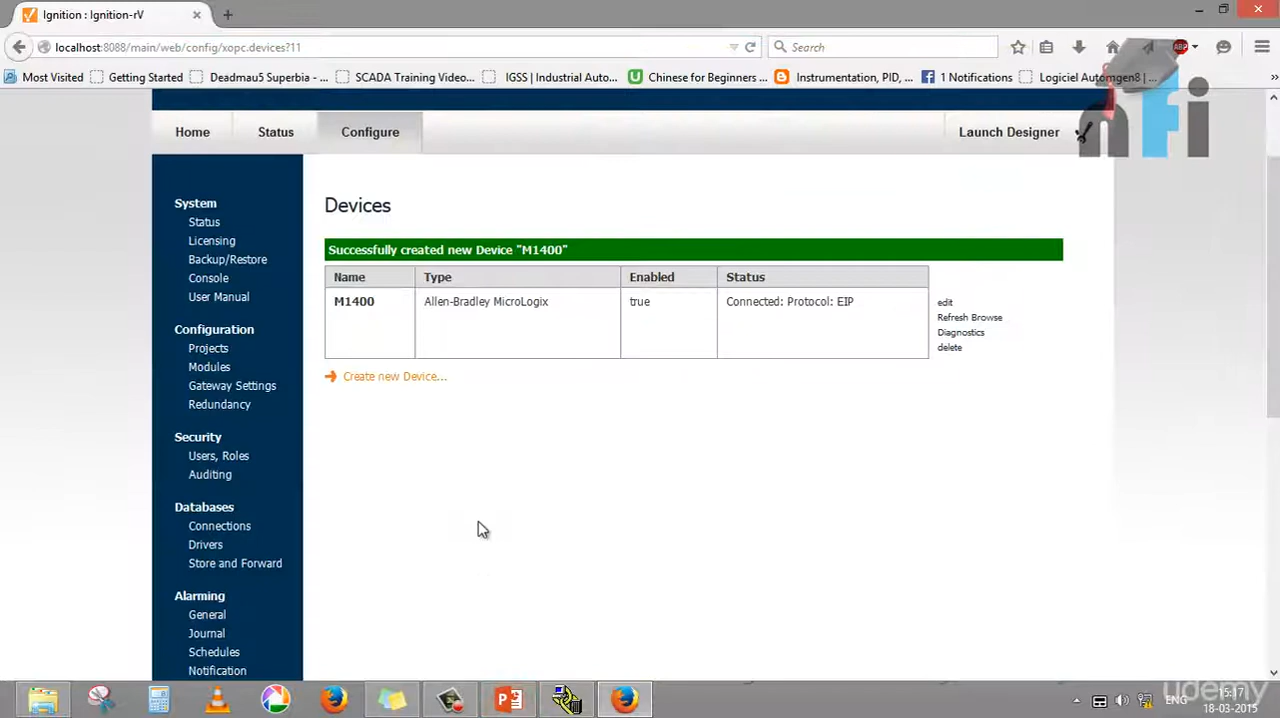 Ignition : Ignition-rV
localhost:8088/main/web/config/xopc.devices?11
Search
ABP
Most Visited
Getting Started
Deadmau5 Superbia - ...
SCADA Training Video...
IGSS | Industrial Auto...
Chinese for Beginners ...
Instrumentation, PID, ...
1 Notifications
Logiciel Automgen8 | ...
nfi
Home
Status
Configure
Launch Designer
System
Status
Licensing
Backup/Restore
Console
User Manual
Configuration
Projects
Modules
Gateway Settings
Redundancy
Security
Users, Roles
Auditing
Databases
Connections
Drivers
Store and Forward
Alarming
General
Journal
Schedules
Notification
Devices
Successfully created new Device "M1400"
Name Type Enabled Status
M1400 Allen-Bradley MicroLogix true Connected: Protocol: EIP
edit
Refresh Browse
Diagnostics
delete
Create new Device...
ENG
15:17
18-03-2015
udemy